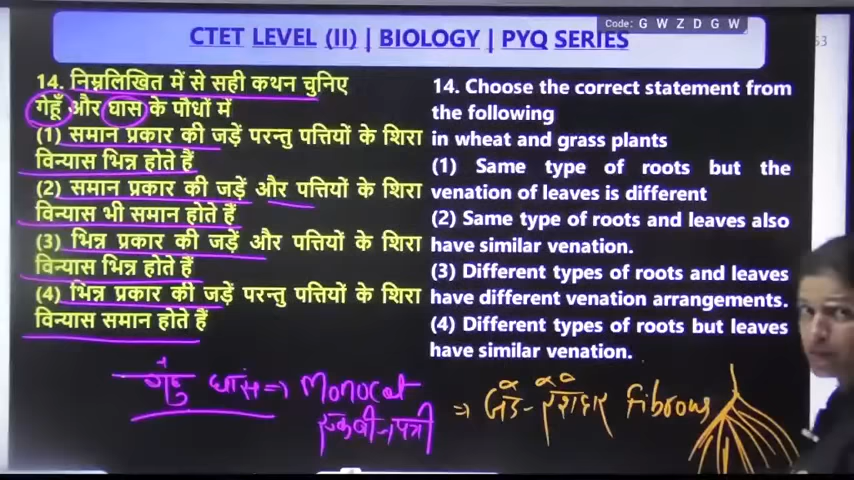 Code: G W Z D G W
CTET LEVEL (II) | BIOLOGY | PYQ SERIES
14. निम्नलिखित में से सही कथन चुनिए
गेहूँ और घास के पौधों में
(1) समान प्रकार की जड़ें परन्तु पत्तियों के शिरा
विन्यास भिन्न होते हैं
(2) समान प्रकार की जड़ें और पत्तियों के शिरा
विन्यास भी समान होते हैं
(3) भिन्न प्रकार की जड़ें और पत्तियों के शिरा
विन्यास भिन्न होते हैं
(4) भिन्न प्रकार की जड़ें परन्तु पत्तियों के शिरा
विन्यास समान होते हैं
14. Choose the correct statement from
the following
in wheat and grass plants
(1) Same type of roots but the
venation of leaves is different
(2) Same type of roots and leaves also
have similar venation.
(3) Different types of roots and leaves
have different venation arrangements.
(4) Different types of roots but leaves
have similar venation.
घास => Monocot
एकबीजपत्री
=> जड़ - रेशेदार Fibrous